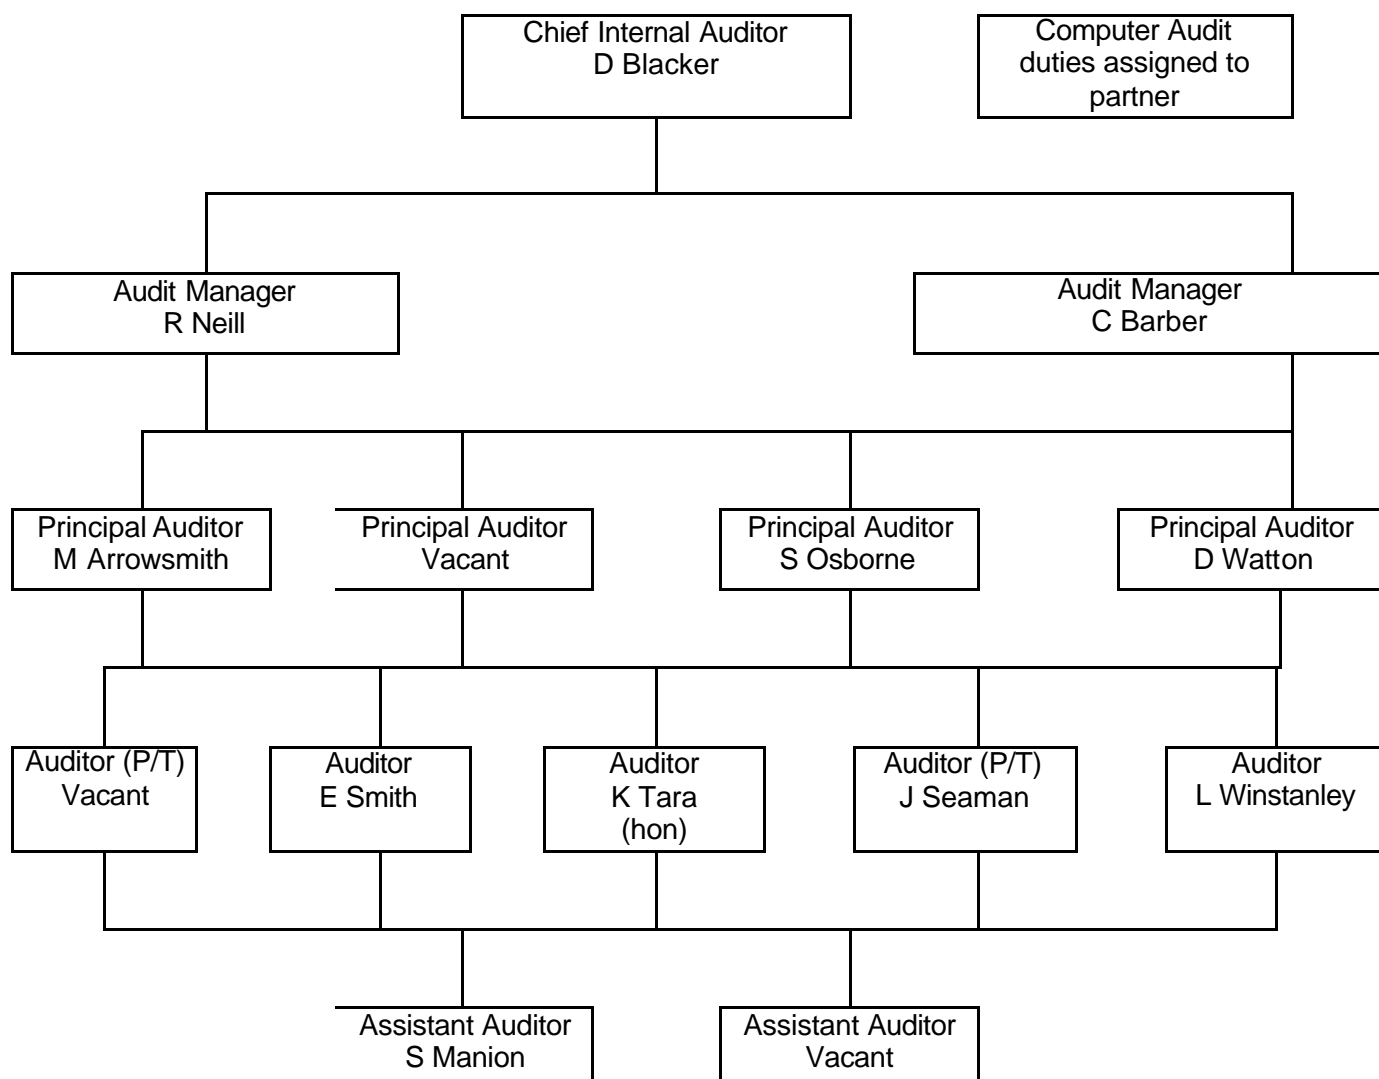 Chief Internal Auditor
D Blacker
Computer Audit
duties assigned to
partner
Audit Manager
R Neill
Audit Manager
C Barber
Principal Auditor
M Arrowsmith
Principal Auditor
Vacant
Principal Auditor
S Osborne
Principal Auditor
D Watton
Auditor (P/T)
Vacant
Auditor
E Smith
Auditor
K Tara
(hon)
Auditor (P/T)
J Seaman
Auditor
L Winstanley
Assistant Auditor
S Manion
Assistant Auditor
Vacant